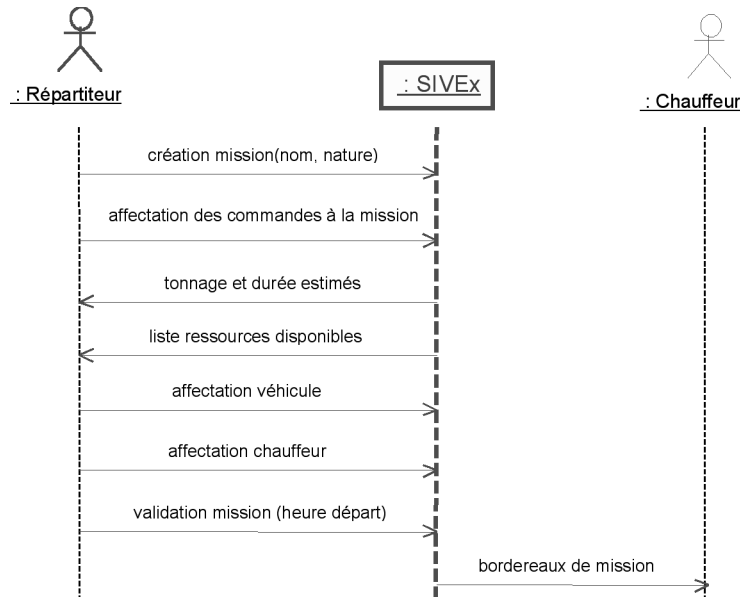 : Répartiteur
: SIVEx
: Chauffeur
création mission(nom, nature)
affectation des commandes à la mission
tonnage et durée estimés
liste ressources disponibles
affectation véhicule
affectation chauffeur
validation mission (heure départ)
bordereaux de mission